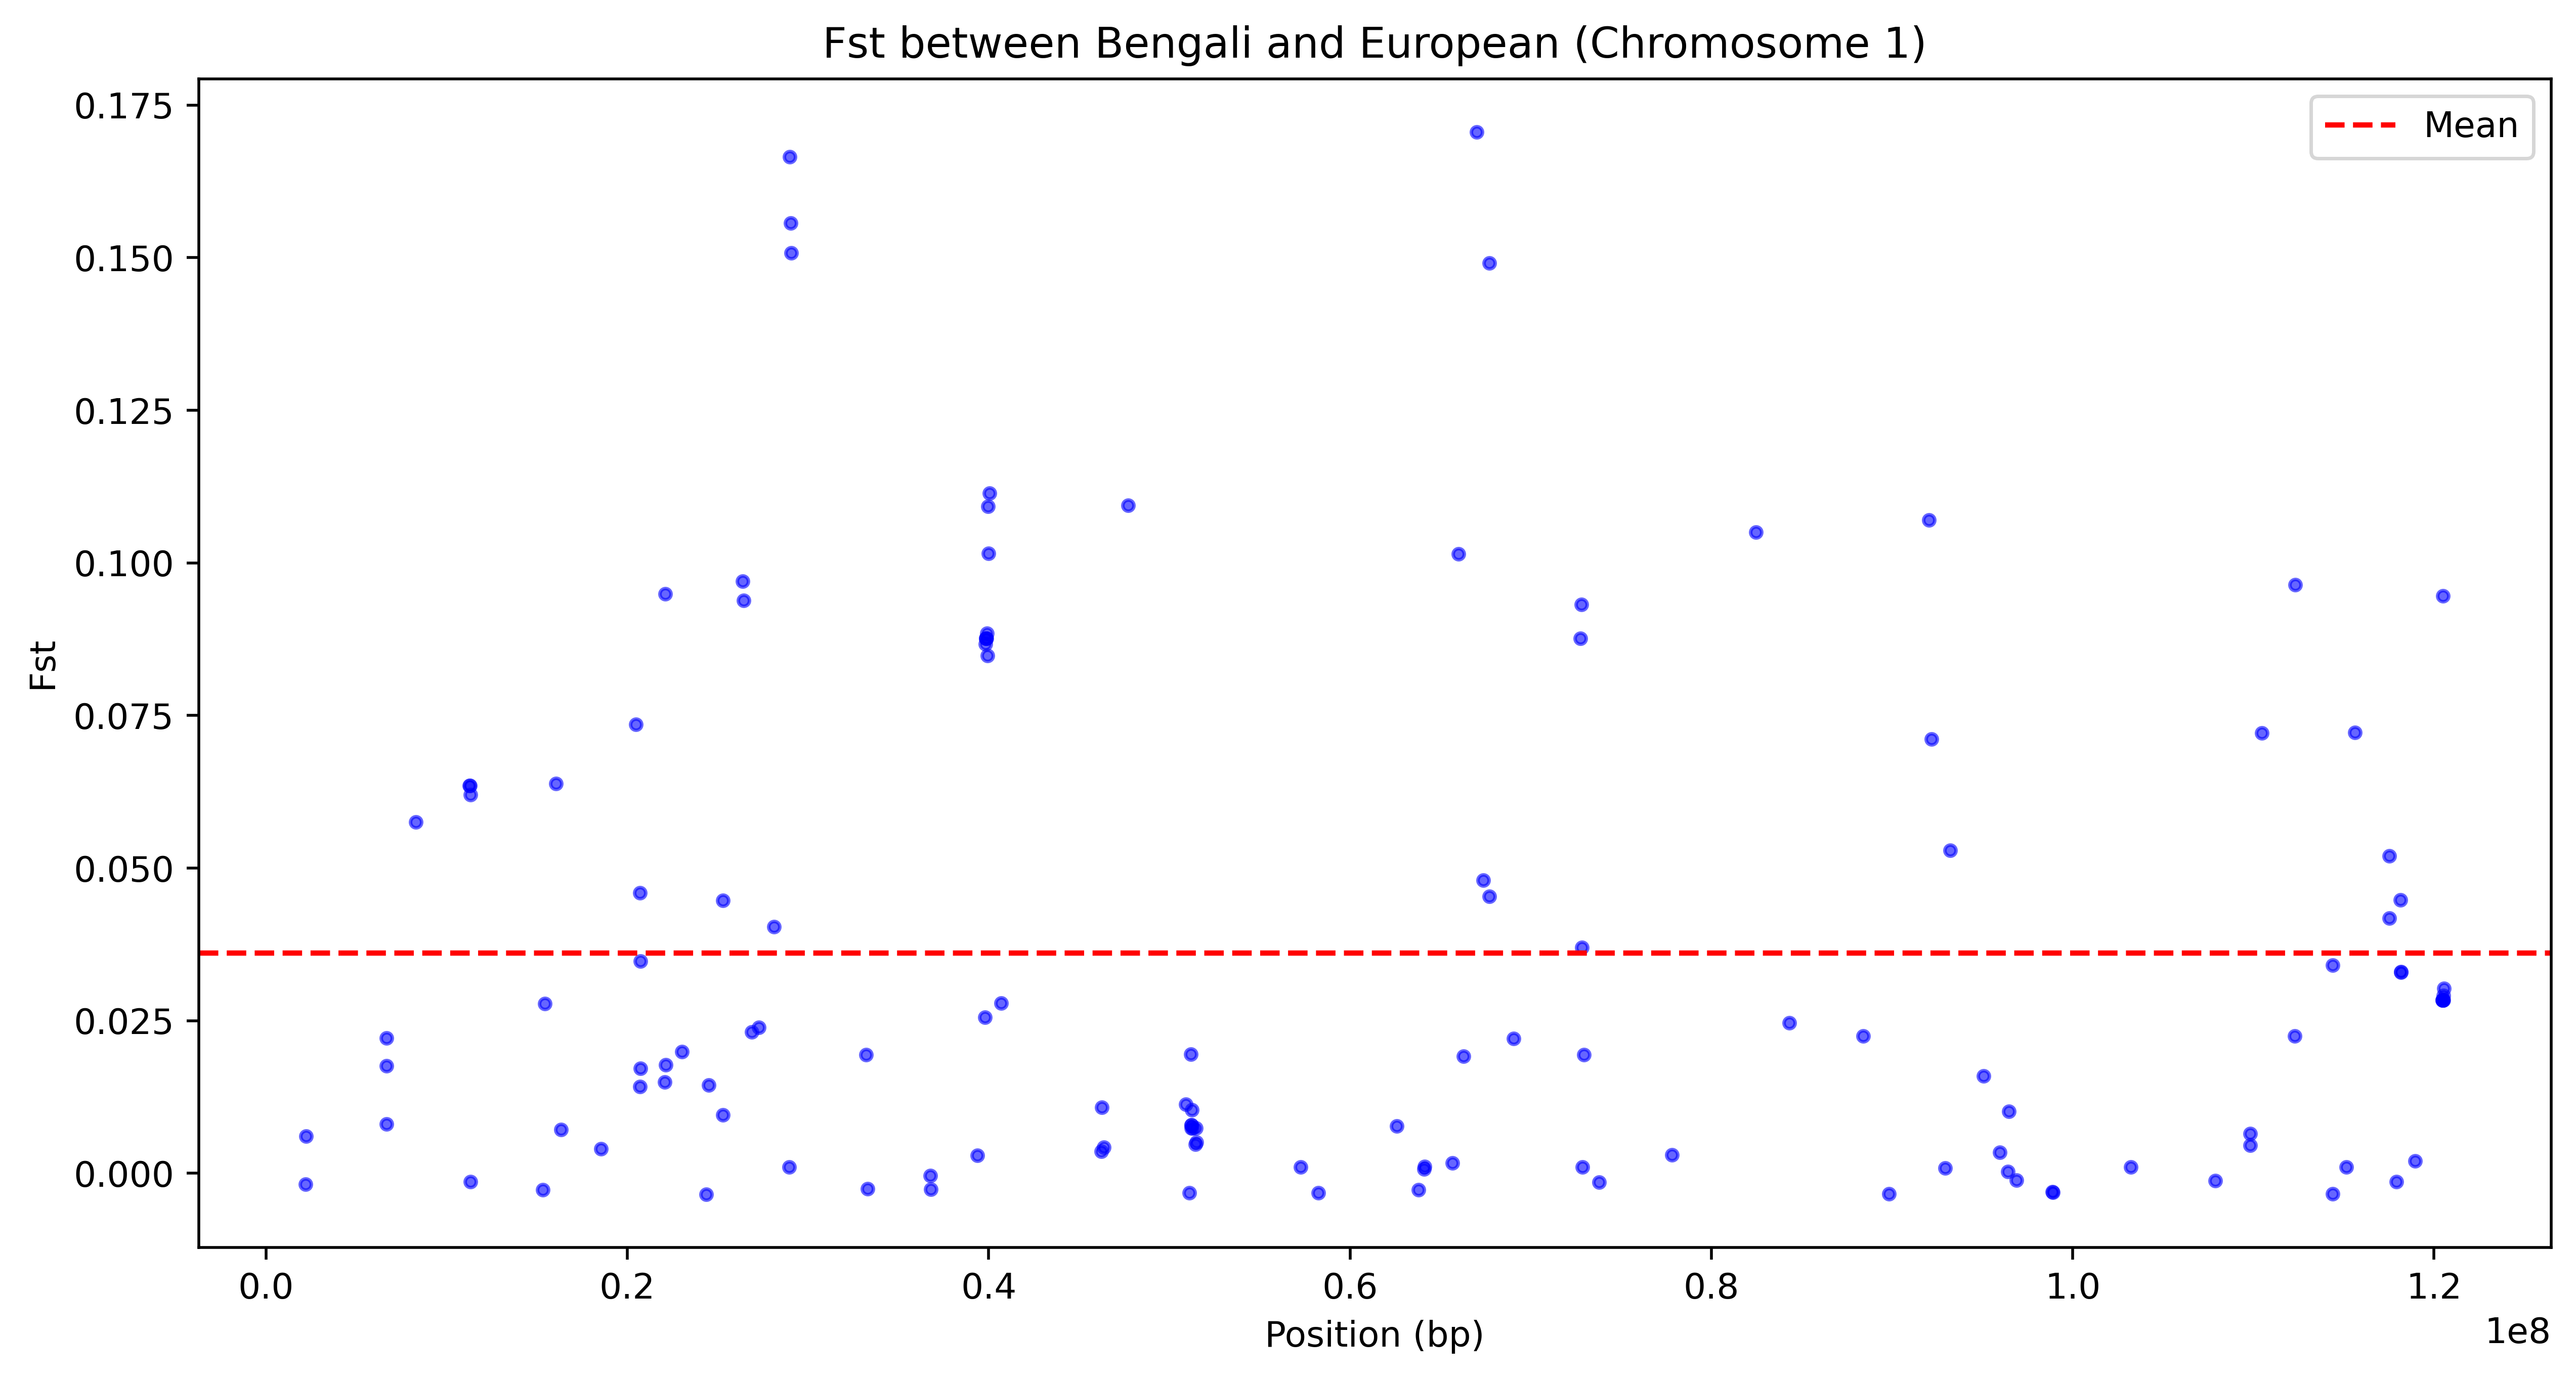 Fst between Bengali and European (Chromosome 1)
Mean
0.175
0.150
0.125
0.100
0.075
0.050
0.025
0.000
Fst
0.0 0.2 0.4 0.6 0.8 1.0 1.2
1e8
Position (bp)